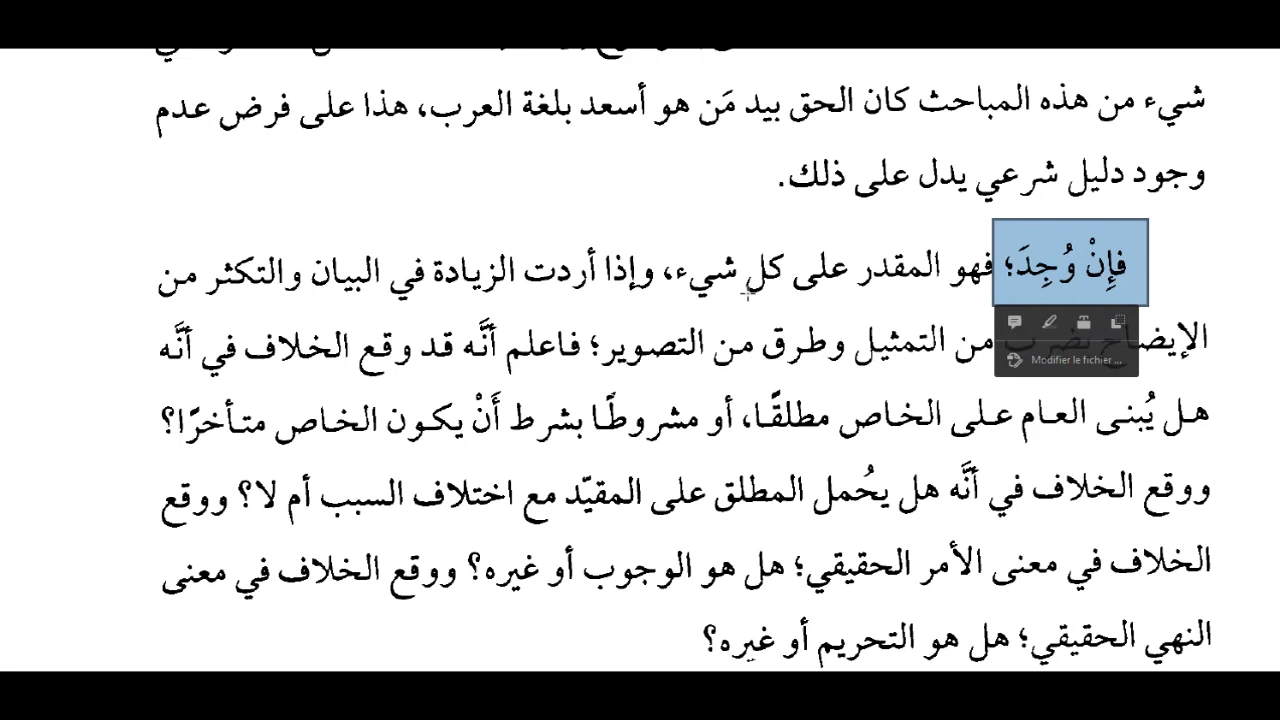 شيء من هذه المباحث كان الحق بيد مَن هو أسعد بلغة العرب، هذا على فرض عدم
وجود دليل شرعي يدل على ذلك.
فإِنْ وُجِدَ؛ فهو المقدر على كل شيء، وإذا أردت الزيادة في البيان والتكثر من
الإيضاح نضرب من التمثيل وطرق من التصوير؛ فاعلم أنَّه قد وقع الخلاف في أنَّه
هل يُبنى العام على الخاص مطلقًا، أو مشروطًا بشرط أَنْ يكون الخاص متأخرًا؟
ووقع الخلاف في أنَّه هل يحُمل المطلق على المقيّد مع اختلاف السبب أم لا؟ ووقع
الخلاف في معنى الأمر الحقيقي؛ هل هو الوجوب أو غيره؟ ووقع الخلاف في معنى
النهي الحقيقي؛ هل هو التحريم أو غيره؟
Modifier le fichier ...